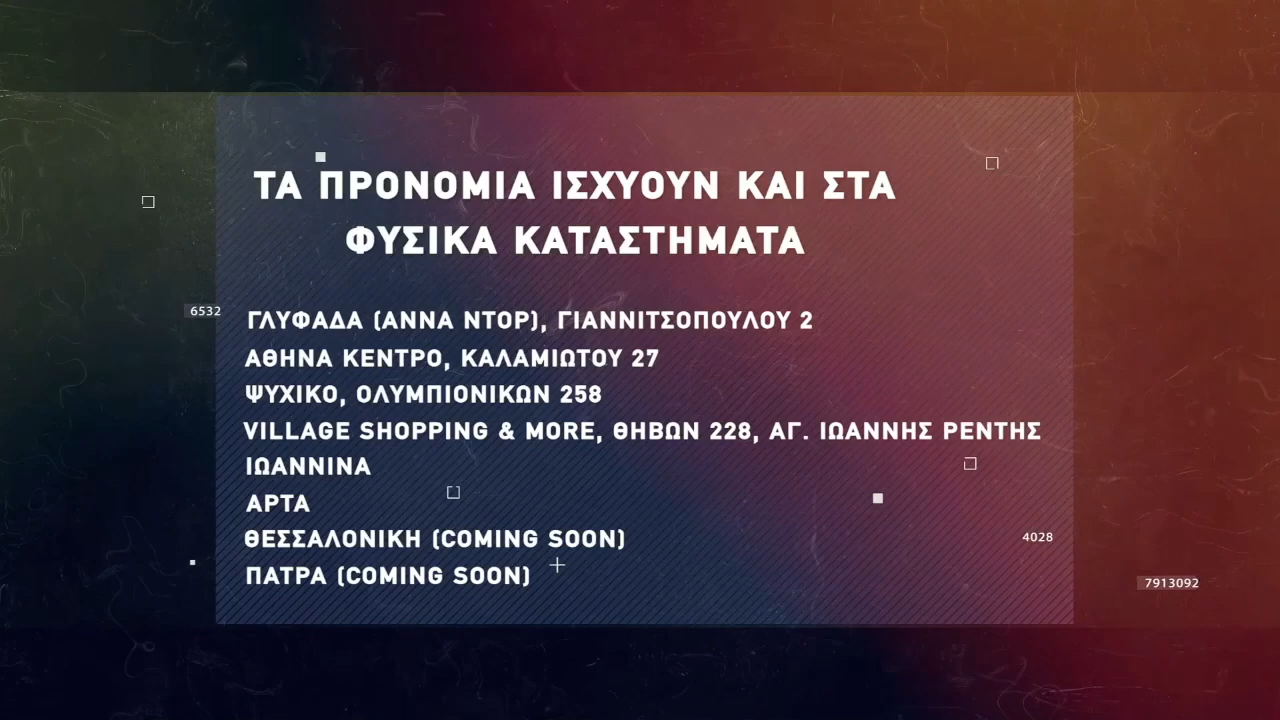 ΤΑ ΠΡΟΝΟΜΙΑ ΙΣΧΥΟΥΝ ΚΑΙ ΣΤΑ
ΦΥΣΙΚΑ ΚΑΤΑΣΤΗΜΑΤΑ
6532
ΓΛΥΦΑΔΑ (ΑΝΝΑ ΝΤΟΡ), ΓΙΑΝΝΙΤΣΟΠΟΥΛΟΥ 2
ΑΘΗΝΑ ΚΕΝΤΡΟ, ΚΑΛΑΜΙΩΤΟΥ 27
ΨΥΧΙΚΟ, ΟΛΥΜΠΙΟΝΙΚΩΝ 258
VILLAGE SHOPPING & MORE, ΘΗΒΩΝ 228, ΑΓ. ΙΩΑΝΝΗΣ ΡΕΝΤΗΣ
ΙΩΑΝΝΙΝΑ
ΑΡΤΑ
ΘΕΣΣΑΛΟΝΙΚΗ (COMING SOON)
4028
ΠΑΤΡΑ (COMING SOON)
7913092